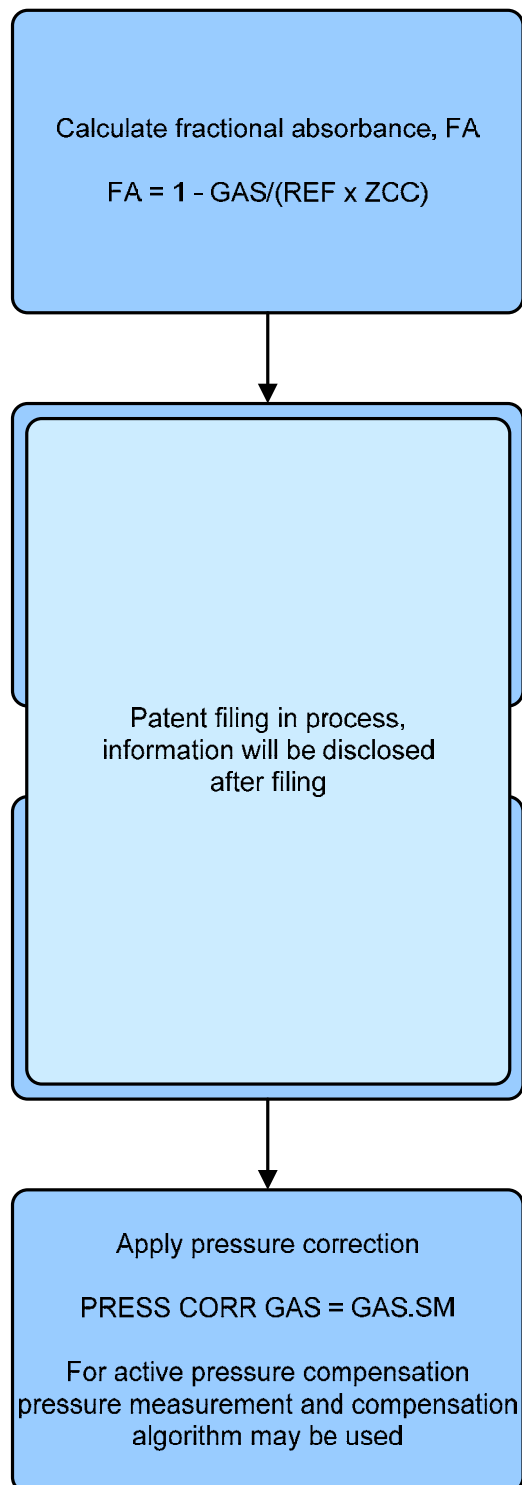 Calculate fractional absorbance, FA
FA = 1 - GAS/(REF x ZCC)
Patent filing in process,
information will be disclosed
after filing
Apply pressure correction
PRESS CORR GAS = GAS.SM
For active pressure compensation
pressure measurement and compensation
algorithm may be used